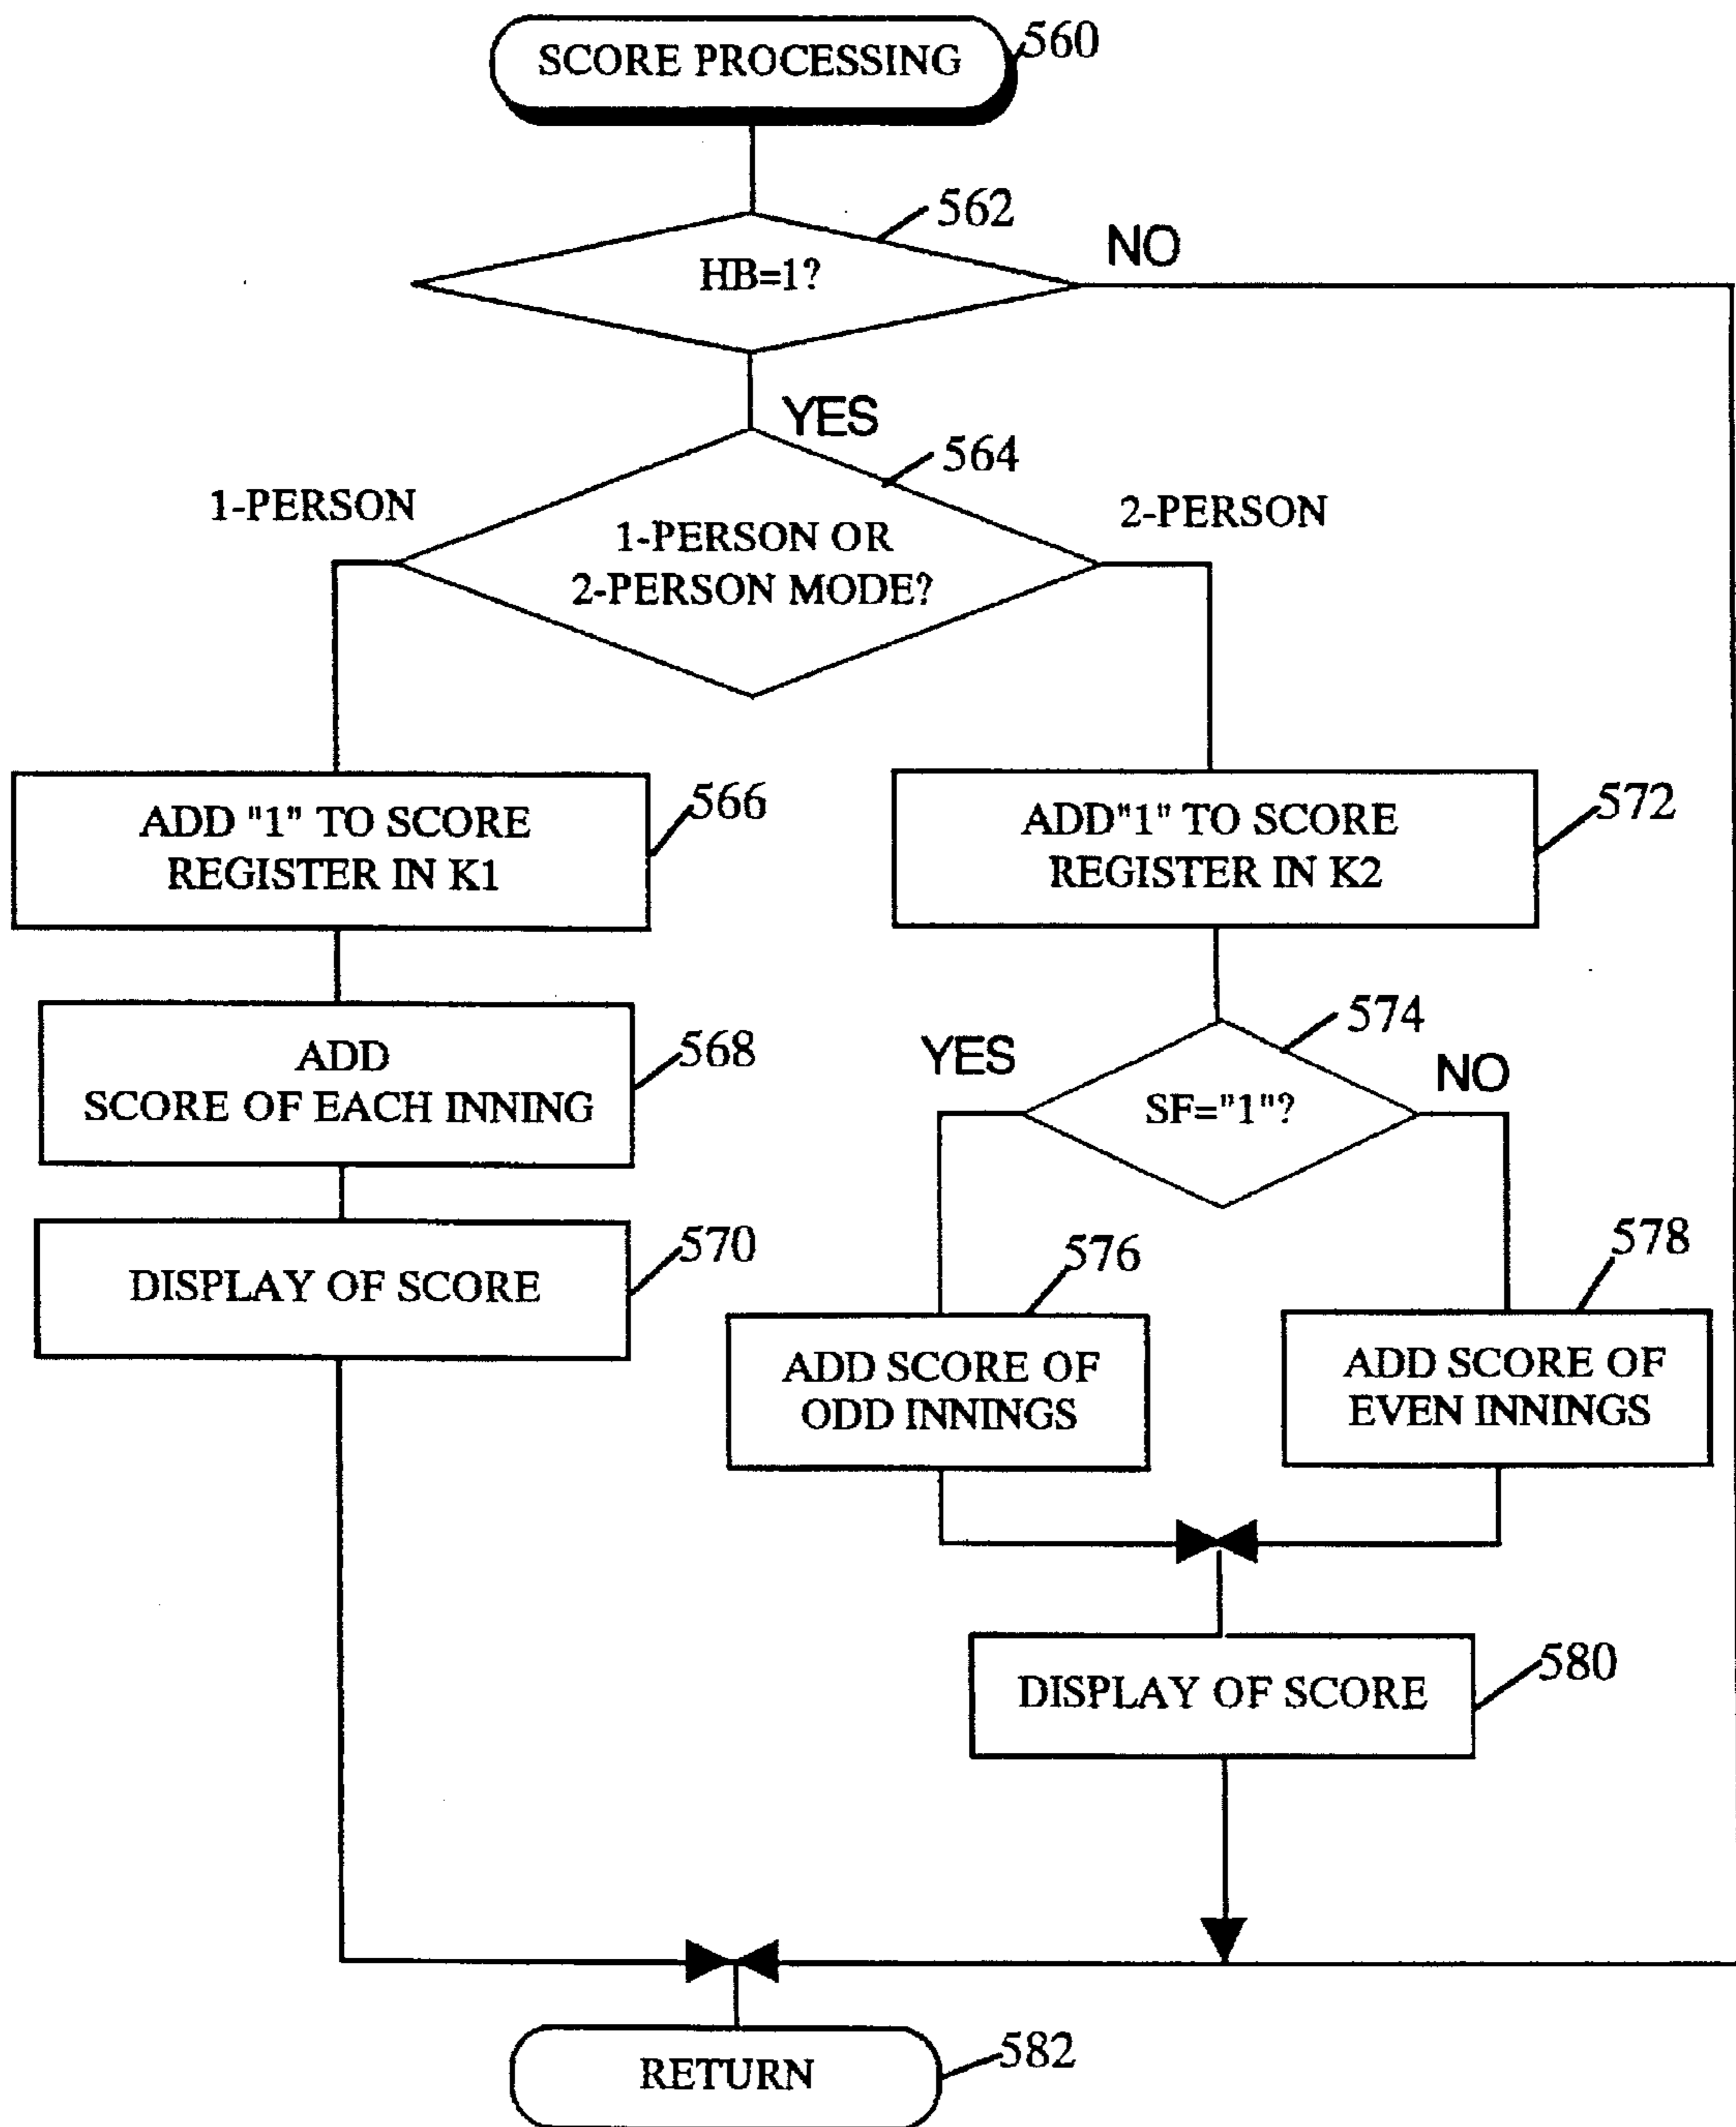 SCORE PROCESSING
560
562
HB=1?
NO
YES
564
1-PERSON
2-PERSON
1-PERSON OR
2-PERSON MODE?
566
ADD "1" TO SCORE
REGISTER IN K1
572
ADD"1" TO SCORE
REGISTER IN K2
568
ADD
SCORE OF EACH INNING
574
YES
NO
SF="1"?
570
DISPLAY OF SCORE
576
578
ADD SCORE OF
ODD INNINGS
ADD SCORE OF
EVEN INNINGS
580
DISPLAY OF SCORE
582
RETURN